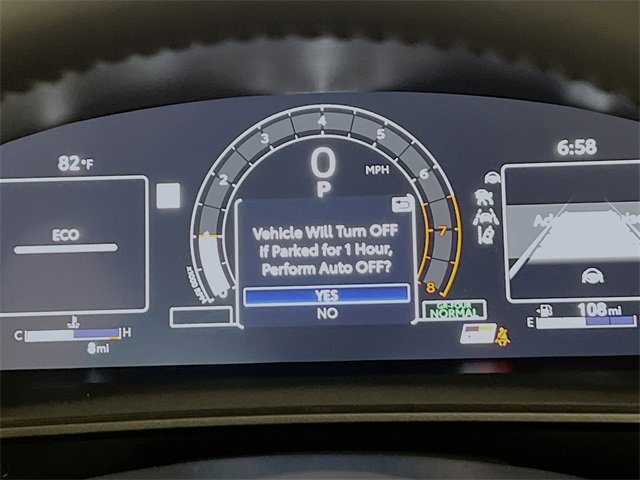 82°F
6:58
ECO
C H
8mi
1
2
3
4
5
6
7
8
0
MPH
P
Vehicle Will Turn OFF
if Parked for 1 Hour,
Perform Auto OFF?
YES
NO
NORMAL
108mi
E